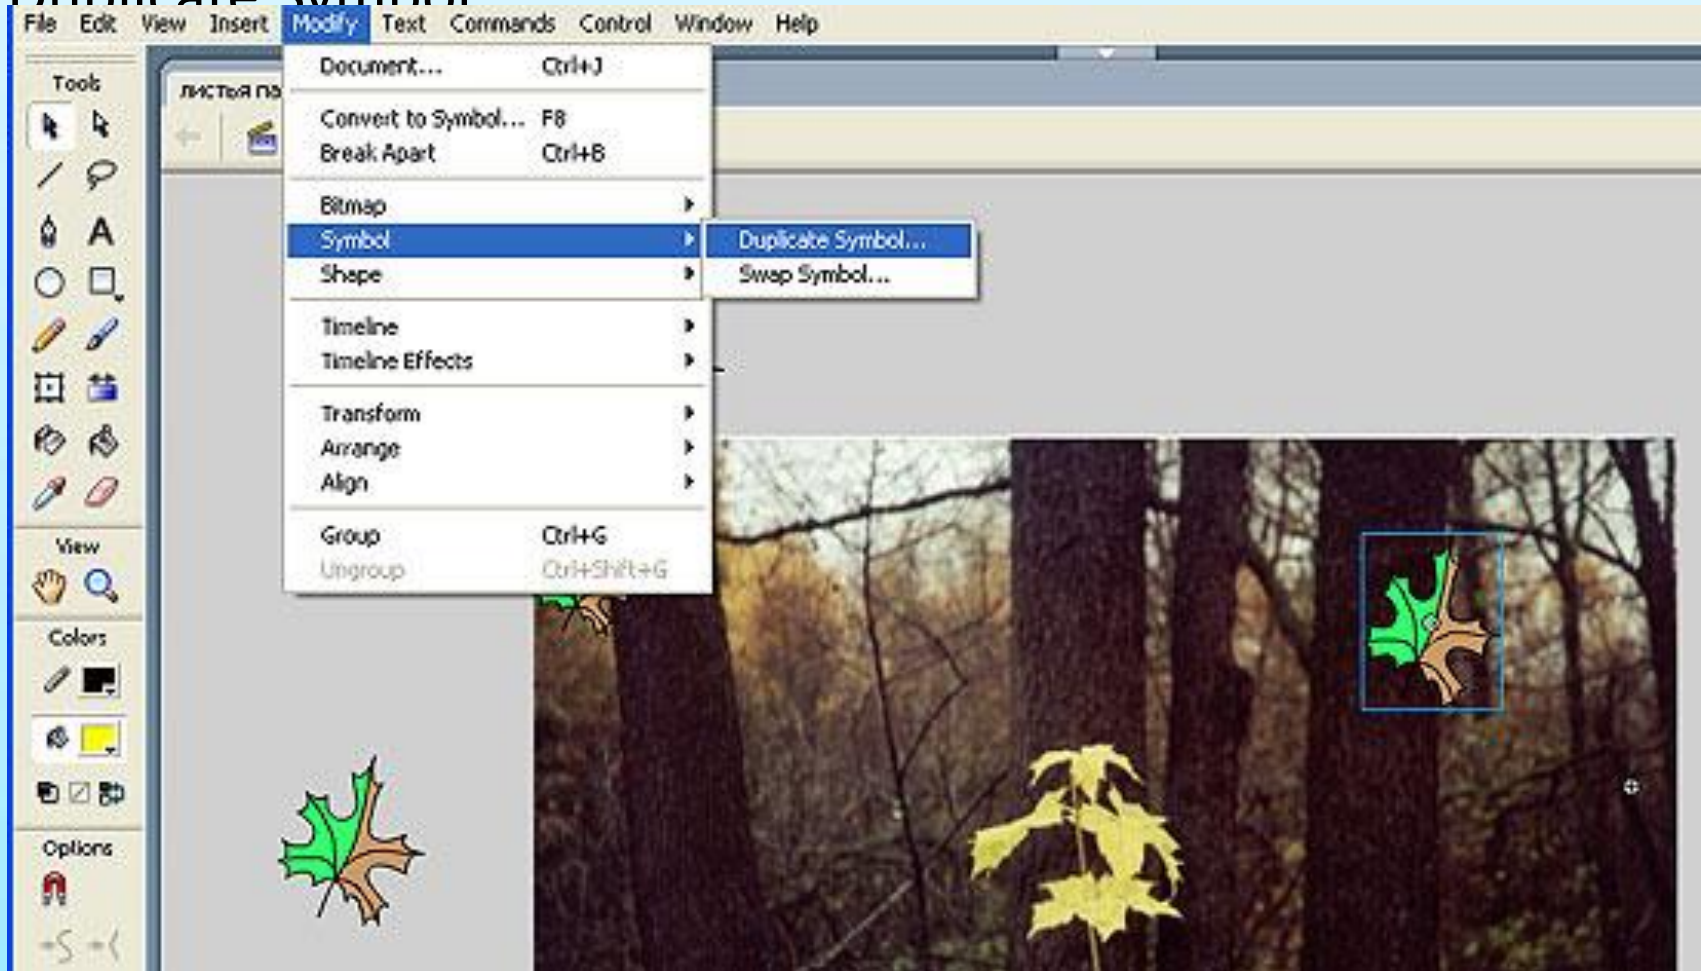 Duplicate Symbol
File Edit View Insert Modify Text Commands Control Window Help
Tools
листья па
Document... Ctrl+J
Convert to Symbol... F8
Break Apart Ctrl+B
Bitmap
Symbol
Duplicate Symbol...
Swap Symbol...
Shape
Timeline
Timeline Effects
Transform
Arrange
Align
Group Ctrl+G
Ungroup Ctrl+Shift+G
A
View
Colors
Options